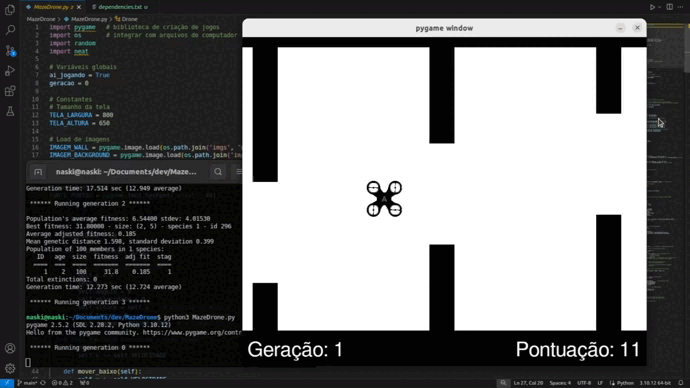 MazeDrone.py
dependencies.txt u
MazeDrone.py > Drone
1 import pygame # biblioteca de criação de jogos
2 import os # integrar com arquivos do computador
3 import random
4 import neat
5
6 # Variáveis globais
7 ai_jogando = True
8 geracao = 0
9
10 # Constantes
11 # Tamanho da tela
12 TELA_LARGURA = 800
13 TELA_ALTURA = 650
14
15 # Load de imagens
16 IMAGEM_WALL = pygame.image.load(os.path.join('imgs',
17 IMAGEM_BACKGROUND = pygame.image.load(os.path.join(
naski@naski: ~/Documents/dev/Maze...
Generation time: 17.514 sec (12.949 average)
****** Running generation 2 ******
Population's average fitness: 6.54400 stdev: 4.01530
Best fitness: 31.80000 - size: (2, 5) - species 1 - id 296
Average adjusted fitness: 0.185
Mean genetic distance 1.598, standard deviation 0.399
Population of 100 members in 1 species:
ID age size fitness adj fit stag
==== === ==== ======= ======= ====
1 2 100 31.8 0.185 1
Total extinctions: 0
Generation time: 12.273 sec (12.724 average)
****** Running generation 3 ******
naski@naski:~/Documents/dev/MazeDrone$ python3 MazeDrone.py
pygame 2.5.2 (SDL 2.28.2, Python 3.10.12)
Hello from the pygame community. https://www.pygame.org/contr
****** Running generation 0 ******
44 def mover_baixo(self):
pygame window
A
Geração: 1
Pontuação: 11
main*
Ln 27, Col 20
Spaces: 4
UTF-8
LF
Python
3.10.12 64-bit